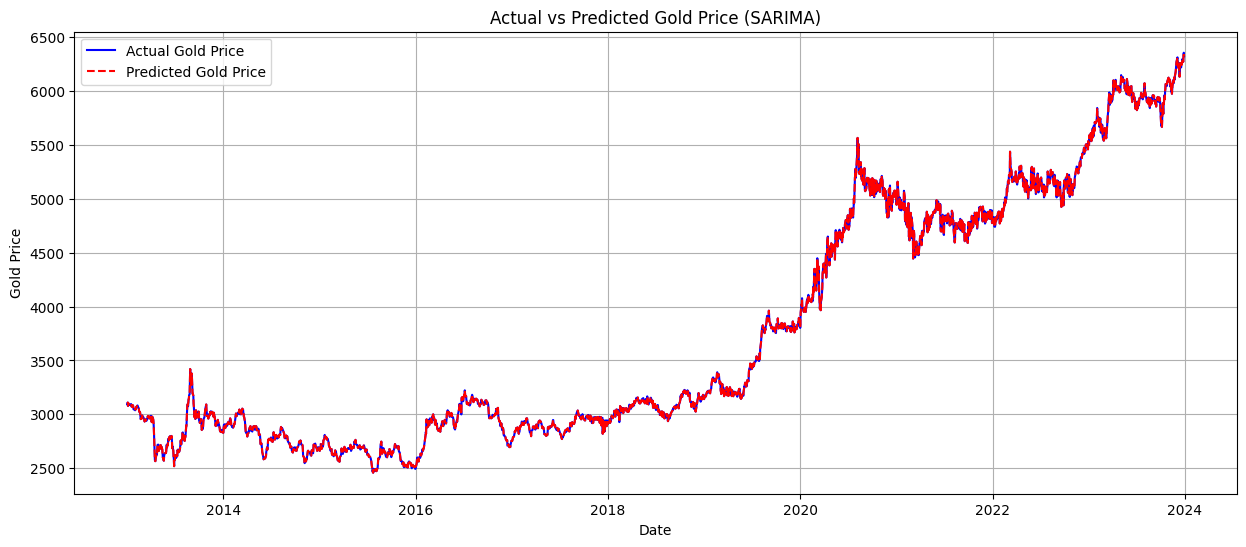 Actual vs Predicted Gold Price (SARIMA)
Actual Gold Price
Predicted Gold Price
6500
6000
5500
5000
4500
4000
3500
3000
2500
Gold Price
2014 2016 2018 2020 2022 2024
Date